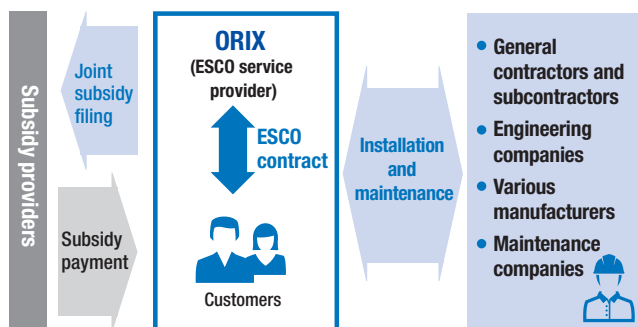 Subsidy providers
Joint
subsidy
filing
Subsidy
payment
ORIX
(ESCO service
provider)
ESCO
contract
Customers
Installation
and
maintenance
• General
contractors and
subcontractors
• Engineering
companies
• Various
manufacturers
• Maintenance
companies